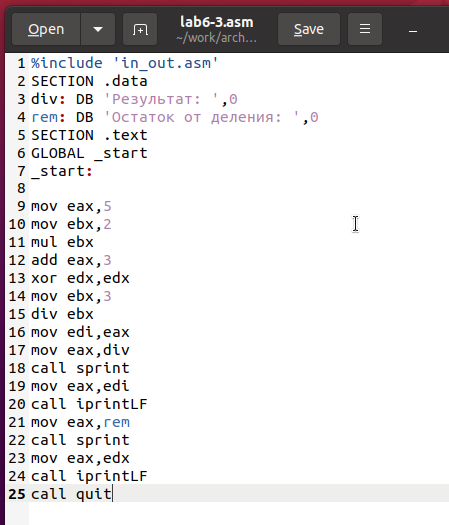 Open
lab6-3.asm
~/work/arch...
Save
1 %include 'in_out.asm'
2 SECTION .data
3 div: DB 'Результат: ',0
4 rem: DB 'Остаток от деления: ',0
5 SECTION .text
6 GLOBAL _start
7 _start:
8
9 mov eax,5
10 mov ebx,2
11 mul ebx
12 add eax,3
13 xor edx,edx
14 mov ebx,3
15 div ebx
16 mov edi,eax
17 mov eax,div
18 call sprint
19 mov eax,edi
20 call iprintLF
21 mov eax,rem
22 call sprint
23 mov eax,edx
24 call iprintLF
25 call quit